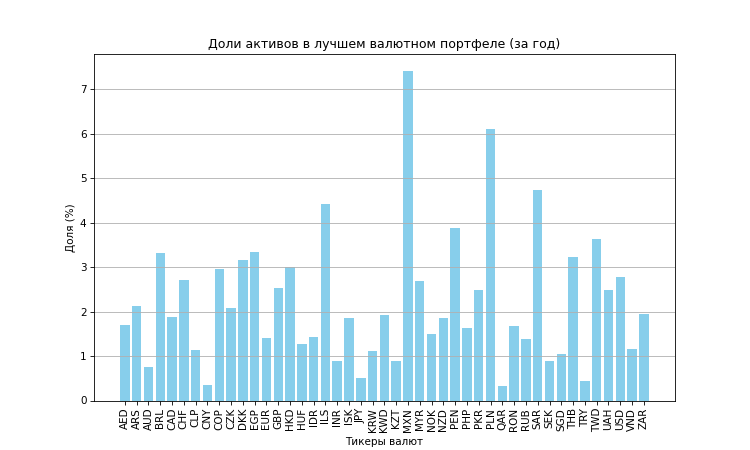 Доли активов в лучшем валютном портфеле (за год)
Доля (%)
7
6
5
4
3
2
1
0
AED ARS AUD BRL CAD CHF CLP CNY COP CZK DKK EGP EUR GBP HKD HUF IDR ILS INR ISK JPY KRW KWD KZT MXN MYR NOK NZD PEN PHP PKR PLN QAR RON RUB SAR SEK SGD THB TRY TWD UAH USD VND ZAR
Тикеры валют